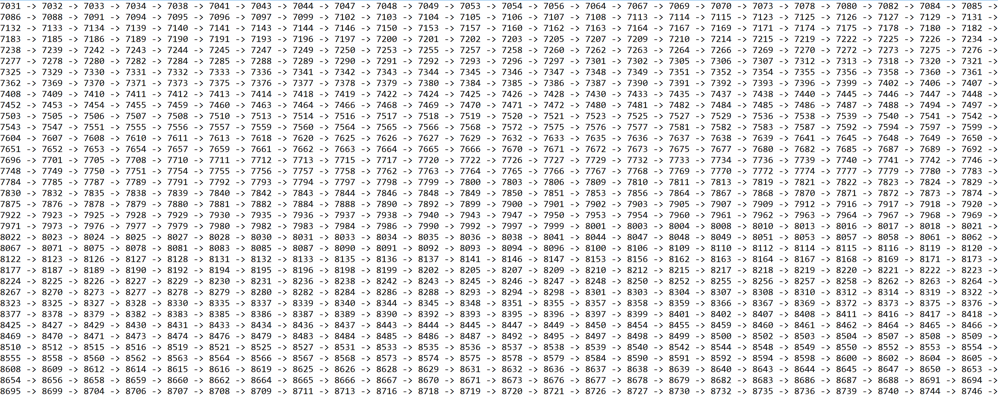 7031 -> 7032 -> 7033 -> 7034 -> 7038 -> 7041 -> 7043 -> 7044 -> 7047 -> 7048 -> 7049 -> 7053 -> 7054 -> 7056 -> 7064 -> 7067 -> 7069 -> 7070 -> 7073 -> 7078 -> 7080 -> 7082 -> 7084 -> 7085 ->
7086 -> 7088 -> 7091 -> 7094 -> 7095 -> 7096 -> 7097 -> 7099 -> 7102 -> 7103 -> 7104 -> 7105 -> 7106 -> 7107 -> 7108 -> 7113 -> 7114 -> 7115 -> 7123 -> 7125 -> 7126 -> 7127 -> 7129 -> 7131 ->
7132 -> 7133 -> 7134 -> 7139 -> 7140 -> 7141 -> 7143 -> 7144 -> 7146 -> 7150 -> 7153 -> 7157 -> 7160 -> 7162 -> 7163 -> 7164 -> 7167 -> 7169 -> 7171 -> 7174 -> 7175 -> 7178 -> 7180 -> 7182 ->
7183 -> 7185 -> 7186 -> 7189 -> 7190 -> 7191 -> 7193 -> 7196 -> 7197 -> 7200 -> 7201 -> 7202 -> 7203 -> 7205 -> 7207 -> 7209 -> 7210 -> 7214 -> 7215 -> 7219 -> 7222 -> 7225 -> 7226 -> 7234 ->
7238 -> 7239 -> 7242 -> 7243 -> 7244 -> 7245 -> 7247 -> 7249 -> 7250 -> 7253 -> 7255 -> 7257 -> 7258 -> 7260 -> 7262 -> 7263 -> 7264 -> 7266 -> 7269 -> 7270 -> 7272 -> 7273 -> 7275 -> 7276 ->
7277 -> 7278 -> 7280 -> 7282 -> 7284 -> 7285 -> 7288 -> 7289 -> 7290 -> 7291 -> 7292 -> 7293 -> 7296 -> 7297 -> 7301 -> 7302 -> 7305 -> 7306 -> 7307 -> 7312 -> 7313 -> 7318 -> 7320 -> 7321 ->
7325 -> 7329 -> 7330 -> 7331 -> 7332 -> 7333 -> 7336 -> 7341 -> 7342 -> 7343 -> 7344 -> 7345 -> 7346 -> 7347 -> 7348 -> 7349 -> 7351 -> 7352 -> 7354 -> 7355 -> 7356 -> 7358 -> 7360 -> 7361 ->
7362 -> 7369 -> 7370 -> 7371 -> 7373 -> 7375 -> 7376 -> 7377 -> 7378 -> 7379 -> 7380 -> 7384 -> 7385 -> 7386 -> 7387 -> 7390 -> 7391 -> 7392 -> 7393 -> 7396 -> 7399 -> 7402 -> 7406 -> 7407 ->
7408 -> 7409 -> 7410 -> 7411 -> 7412 -> 7413 -> 7414 -> 7418 -> 7419 -> 7422 -> 7424 -> 7425 -> 7426 -> 7428 -> 7430 -> 7433 -> 7435 -> 7437 -> 7438 -> 7440 -> 7445 -> 7446 -> 7447 -> 7448 ->
7452 -> 7453 -> 7454 -> 7455 -> 7459 -> 7460 -> 7463 -> 7464 -> 7466 -> 7468 -> 7469 -> 7470 -> 7471 -> 7472 -> 7480 -> 7481 -> 7482 -> 7484 -> 7485 -> 7486 -> 7487 -> 7488 -> 7494 -> 7497 ->
7503 -> 7505 -> 7506 -> 7507 -> 7508 -> 7510 -> 7513 -> 7514 -> 7516 -> 7517 -> 7518 -> 7519 -> 7520 -> 7521 -> 7523 -> 7525 -> 7527 -> 7529 -> 7536 -> 7538 -> 7539 -> 7540 -> 7541 -> 7542 ->
7543 -> 7547 -> 7551 -> 7555 -> 7556 -> 7557 -> 7559 -> 7560 -> 7564 -> 7565 -> 7566 -> 7568 -> 7572 -> 7575 -> 7576 -> 7577 -> 7581 -> 7582 -> 7583 -> 7587 -> 7592 -> 7594 -> 7597 -> 7599 ->
7604 -> 7607 -> 7608 -> 7610 -> 7611 -> 7613 -> 7618 -> 7620 -> 7625 -> 7626 -> 7627 -> 7629 -> 7632 -> 7633 -> 7635 -> 7636 -> 7637 -> 7638 -> 7639 -> 7641 -> 7645 -> 7648 -> 7649 -> 7650 ->
7651 -> 7652 -> 7653 -> 7654 -> 7657 -> 7659 -> 7661 -> 7662 -> 7663 -> 7664 -> 7665 -> 7666 -> 7670 -> 7671 -> 7672 -> 7673 -> 7675 -> 7677 -> 7680 -> 7682 -> 7685 -> 7687 -> 7689 -> 7692 ->
7696 -> 7701 -> 7705 -> 7708 -> 7710 -> 7711 -> 7712 -> 7713 -> 7715 -> 7717 -> 7720 -> 7722 -> 7726 -> 7727 -> 7729 -> 7732 -> 7733 -> 7734 -> 7736 -> 7739 -> 7740 -> 7741 -> 7742 -> 7746 ->
7748 -> 7749 -> 7750 -> 7751 -> 7754 -> 7755 -> 7756 -> 7757 -> 7758 -> 7762 -> 7763 -> 7764 -> 7765 -> 7766 -> 7767 -> 7768 -> 7769 -> 7770 -> 7772 -> 7774 -> 7777 -> 7779 -> 7780 -> 7783 ->
7784 -> 7785 -> 7787 -> 7789 -> 7791 -> 7792 -> 7793 -> 7794 -> 7797 -> 7798 -> 7799 -> 7800 -> 7803 -> 7806 -> 7809 -> 7810 -> 7811 -> 7813 -> 7819 -> 7821 -> 7822 -> 7823 -> 7824 -> 7829 ->
7830 -> 7832 -> 7835 -> 7838 -> 7839 -> 7840 -> 7842 -> 7843 -> 7844 -> 7846 -> 7848 -> 7849 -> 7850 -> 7851 -> 7853 -> 7856 -> 7864 -> 7867 -> 7868 -> 7870 -> 7871 -> 7872 -> 7873 -> 7874 ->
7875 -> 7876 -> 7878 -> 7879 -> 7880 -> 7881 -> 7882 -> 7884 -> 7888 -> 7890 -> 7892 -> 7899 -> 7900 -> 7901 -> 7902 -> 7903 -> 7905 -> 7907 -> 7909 -> 7912 -> 7916 -> 7917 -> 7918 -> 7920 ->
7922 -> 7923 -> 7925 -> 7928 -> 7929 -> 7930 -> 7935 -> 7936 -> 7937 -> 7938 -> 7940 -> 7943 -> 7947 -> 7950 -> 7953 -> 7954 -> 7960 -> 7961 -> 7962 -> 7963 -> 7964 -> 7967 -> 7968 -> 7969 ->
7971 -> 7973 -> 7976 -> 7977 -> 7979 -> 7980 -> 7982 -> 7983 -> 7984 -> 7986 -> 7990 -> 7992 -> 7997 -> 7999 -> 8001 -> 8003 -> 8004 -> 8008 -> 8010 -> 8013 -> 8016 -> 8017 -> 8018 -> 8021 ->
8022 -> 8023 -> 8024 -> 8025 -> 8027 -> 8028 -> 8030 -> 8031 -> 8033 -> 8034 -> 8035 -> 8036 -> 8038 -> 8041 -> 8044 -> 8047 -> 8048 -> 8049 -> 8051 -> 8053 -> 8057 -> 8058 -> 8061 -> 8062 ->
8067 -> 8071 -> 8075 -> 8078 -> 8081 -> 8083 -> 8085 -> 8087 -> 8090 -> 8091 -> 8092 -> 8093 -> 8094 -> 8096 -> 8100 -> 8106 -> 8109 -> 8110 -> 8112 -> 8114 -> 8115 -> 8116 -> 8119 -> 8120 ->
8122 -> 8123 -> 8126 -> 8127 -> 8128 -> 8131 -> 8132 -> 8133 -> 8135 -> 8136 -> 8137 -> 8141 -> 8146 -> 8147 -> 8153 -> 8156 -> 8162 -> 8163 -> 8164 -> 8167 -> 8168 -> 8169 -> 8171 -> 8173 ->
8177 -> 8187 -> 8189 -> 8190 -> 8192 -> 8194 -> 8195 -> 8196 -> 8198 -> 8199 -> 8202 -> 8205 -> 8207 -> 8209 -> 8210 -> 8212 -> 8215 -> 8217 -> 8218 -> 8219 -> 8220 -> 8221 -> 8222 -> 8223 ->
8224 -> 8225 -> 8226 -> 8227 -> 8229 -> 8230 -> 8231 -> 8236 -> 8238 -> 8242 -> 8243 -> 8245 -> 8246 -> 8247 -> 8248 -> 8250 -> 8252 -> 8255 -> 8256 -> 8257 -> 8258 -> 8262 -> 8263 -> 8264 ->
8267 -> 8270 -> 8273 -> 8277 -> 8278 -> 8279 -> 8280 -> 8282 -> 8284 -> 8286 -> 8288 -> 8293 -> 8294 -> 8298 -> 8301 -> 8303 -> 8304 -> 8307 -> 8308 -> 8310 -> 8312 -> 8314 -> 8319 -> 8322 ->
8323 -> 8325 -> 8327 -> 8328 -> 8330 -> 8335 -> 8337 -> 8339 -> 8340 -> 8344 -> 8345 -> 8348 -> 8351 -> 8355 -> 8357 -> 8358 -> 8359 -> 8366 -> 8367 -> 8369 -> 8372 -> 8373 -> 8375 -> 8376 ->
8377 -> 8378 -> 8379 -> 8382 -> 8383 -> 8385 -> 8386 -> 8387 -> 8389 -> 8390 -> 8392 -> 8393 -> 8395 -> 8396 -> 8397 -> 8399 -> 8401 -> 8402 -> 8407 -> 8408 -> 8411 -> 8416 -> 8417 -> 8418 ->
8425 -> 8427 -> 8429 -> 8430 -> 8431 -> 8433 -> 8434 -> 8436 -> 8437 -> 8443 -> 8444 -> 8445 -> 8447 -> 8449 -> 8450 -> 8454 -> 8455 -> 8459 -> 8460 -> 8461 -> 8462 -> 8464 -> 8465 -> 8466 ->
8469 -> 8470 -> 8471 -> 8473 -> 8474 -> 8476 -> 8479 -> 8483 -> 8484 -> 8485 -> 8486 -> 8487 -> 8492 -> 8495 -> 8497 -> 8498 -> 8499 -> 8500 -> 8502 -> 8503 -> 8504 -> 8507 -> 8508 -> 8509 ->
8510 -> 8512 -> 8515 -> 8516 -> 8519 -> 8521 -> 8525 -> 8527 -> 8531 -> 8533 -> 8535 -> 8536 -> 8537 -> 8538 -> 8539 -> 8540 -> 8542 -> 8544 -> 8548 -> 8549 -> 8550 -> 8552 -> 8553 -> 8554 ->
8555 -> 8558 -> 8560 -> 8562 -> 8563 -> 8564 -> 8566 -> 8567 -> 8568 -> 8573 -> 8574 -> 8575 -> 8578 -> 8579 -> 8584 -> 8590 -> 8591 -> 8592 -> 8594 -> 8598 -> 8600 -> 8602 -> 8604 -> 8605 ->
8608 -> 8609 -> 8612 -> 8614 -> 8615 -> 8616 -> 8619 -> 8625 -> 8626 -> 8628 -> 8629 -> 8631 -> 8632 -> 8636 -> 8637 -> 8638 -> 8639 -> 8640 -> 8643 -> 8644 -> 8645 -> 8647 -> 8650 -> 8653 ->
8654 -> 8656 -> 8658 -> 8659 -> 8660 -> 8662 -> 8664 -> 8665 -> 8666 -> 8667 -> 8670 -> 8671 -> 8673 -> 8676 -> 8677 -> 8678 -> 8679 -> 8682 -> 8683 -> 8686 -> 8687 -> 8688 -> 8691 -> 8694 ->
8695 -> 8699 -> 8704 -> 8706 -> 8707 -> 8708 -> 8709 -> 8711 -> 8713 -> 8716 -> 8718 -> 8719 -> 8720 -> 8721 -> 8726 -> 8727 -> 8730 -> 8732 -> 8735 -> 8736 -> 8739 -> 8740 -> 8744 -> 8746 ->